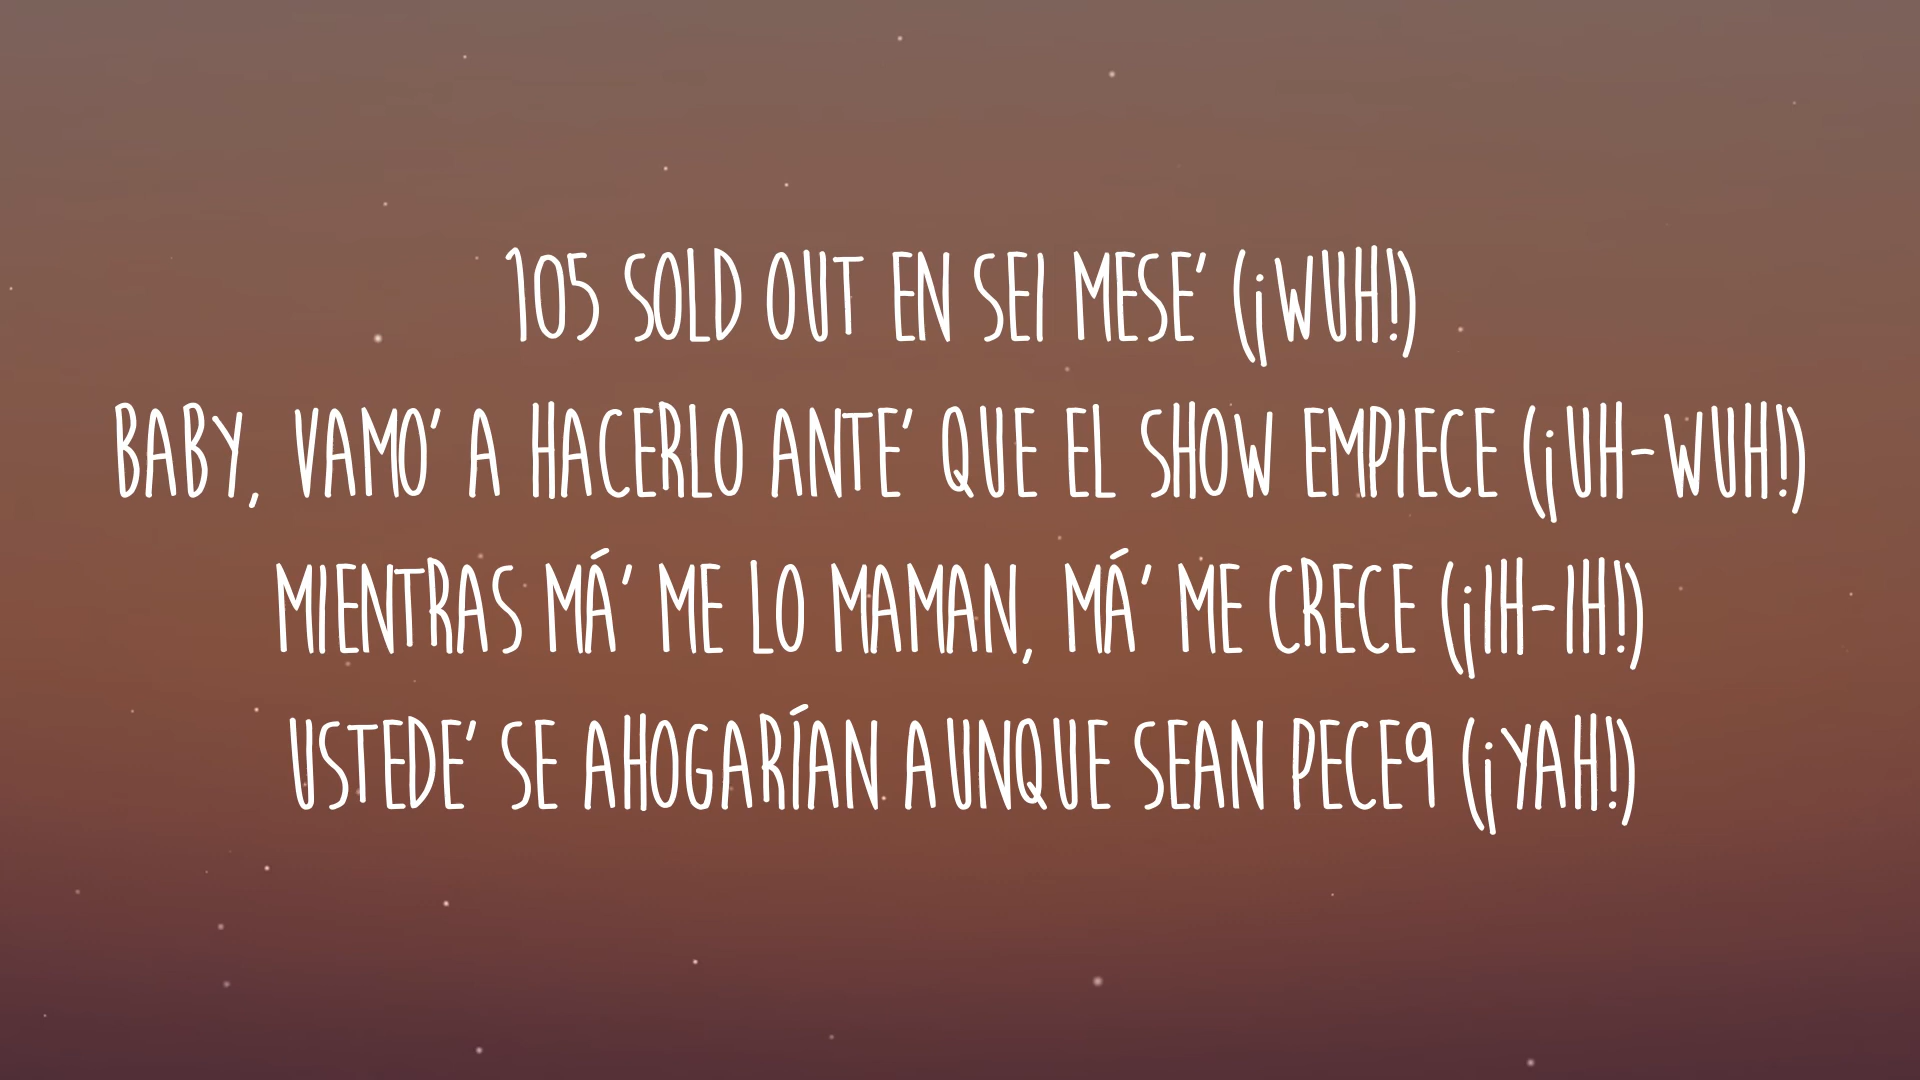 105 SOLD OUT EN SEI MESE' (¡WUH!)
BABY, VAMO' A HACERLO ANTE' QUE EL SHOW EMPIECE (¡UH-WUH!)
MIENTRAS MÁ' ME LO MAMAN, MÁ' ME CRECE (¡IH-IH!)
USTEDE' SE AHOGARÍAN AUNQUE SEAN PECE9 (¡YAH!)